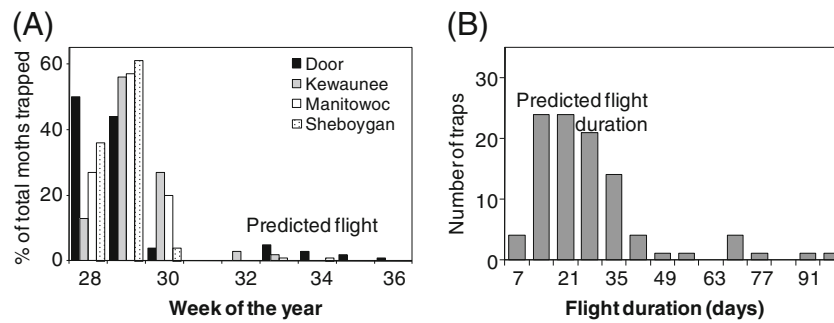 (A)
% of total moths trapped
60
40
20
0
Door
Kewaunee
Manitowoc
Sheboygan
Predicted flight
28 30 32 34 36
Week of the year
(B)
Number of traps
30
20
10
0
Predicted flight
duration
7 21 35 49 63 77 91
Flight duration (days)